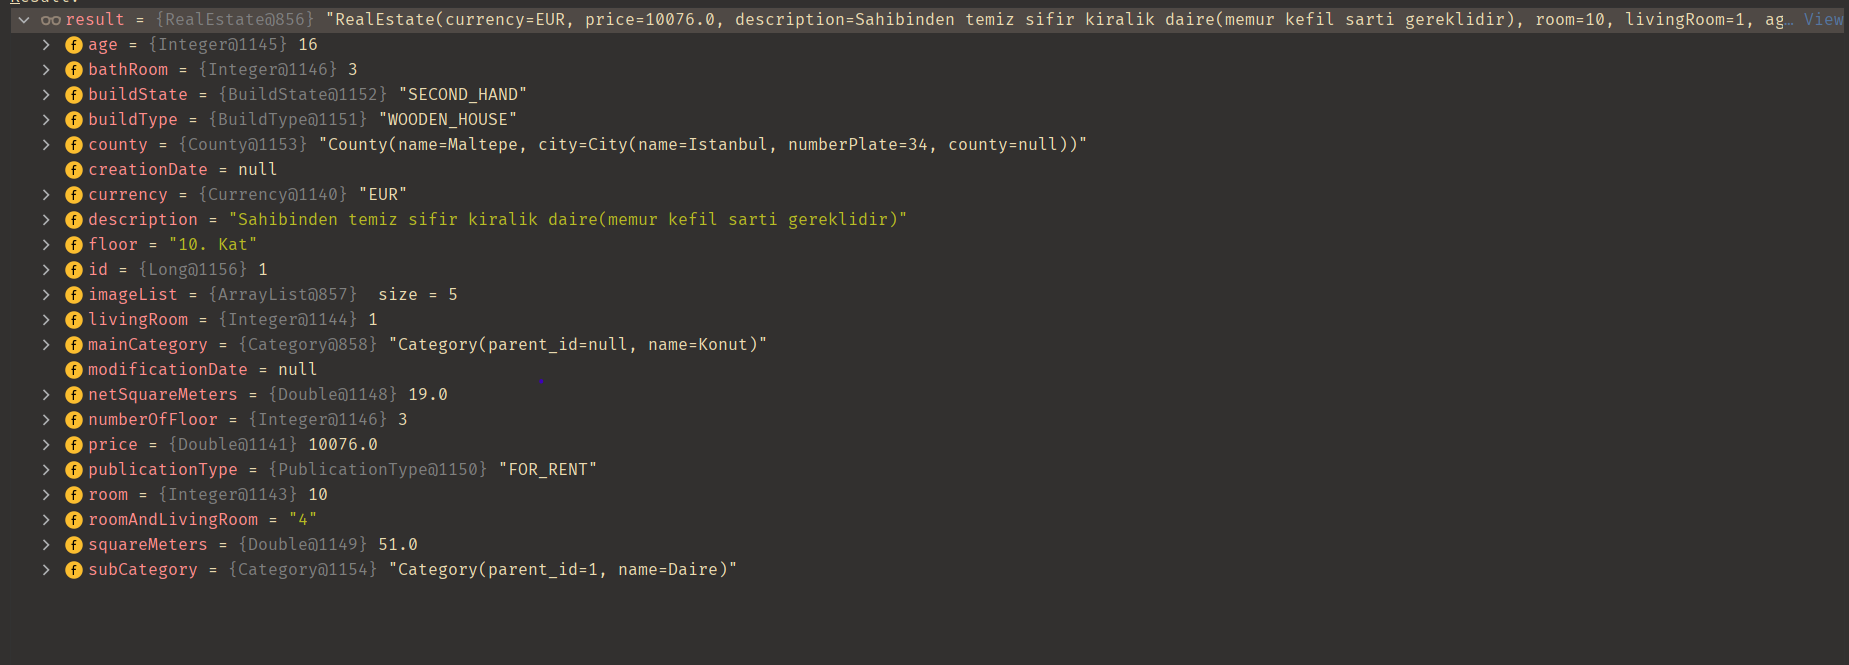 Result:
result = {RealEstate@856} "RealEstate(currency=EUR, price=10076.0, description=Sahibinden temiz sifir kiralik daire(memur kefil sarti gereklidir), room=10, livingRoom=1, ag... View
f age = {Integer@1145} 16
f bathRoom = {Integer@1146} 3
f buildState = {BuildState@1152} "SECOND_HAND"
f buildType = {BuildType@1151} "WOODEN_HOUSE"
f county = {County@1153} "County(name=Maltepe, city=City(name=Istanbul, numberPlate=34, county=null))"
f creationDate = null
f currency = {Currency@1140} "EUR"
f description = "Sahibinden temiz sifir kiralik daire(memur kefil sarti gereklidir)"
f floor = "10. Kat"
f id = {Long@1156} 1
f imageList = {ArrayList@857} size = 5
f livingRoom = {Integer@1144} 1
f mainCategory = {Category@858} "Category(parent_id=null, name=Konut)"
f modificationDate = null
f netSquareMeters = {Double@1148} 19.0
f numberOfFloor = {Integer@1146} 3
f price = {Double@1141} 10076.0
f publicationType = {PublicationType@1150} "FOR_RENT"
f room = {Integer@1143} 10
f roomAndLivingRoom = "4"
f squareMeters = {Double@1149} 51.0
f subCategory = {Category@1154} "Category(parent_id=1, name=Daire)"